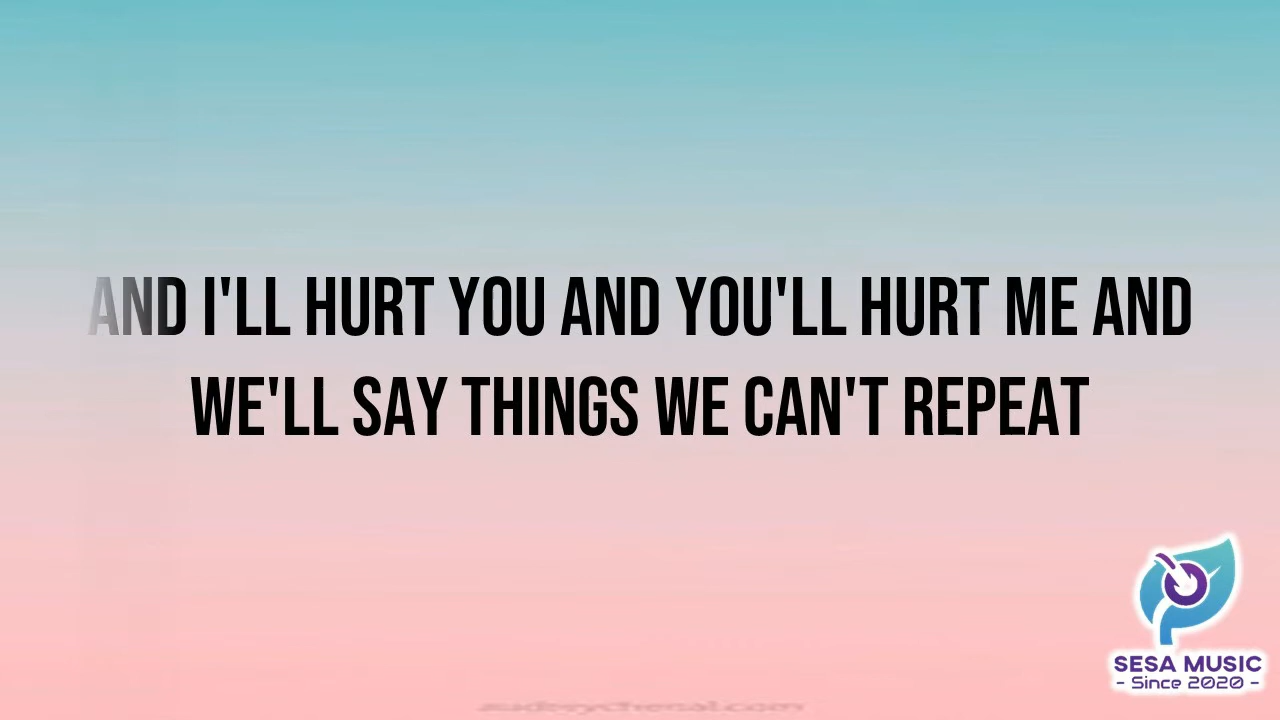 AND I'LL HURT YOU AND YOU'LL HURT ME AND
WE'LL SAY THINGS WE CAN'T REPEAT
SESA MUSIC
- Since 2020 -